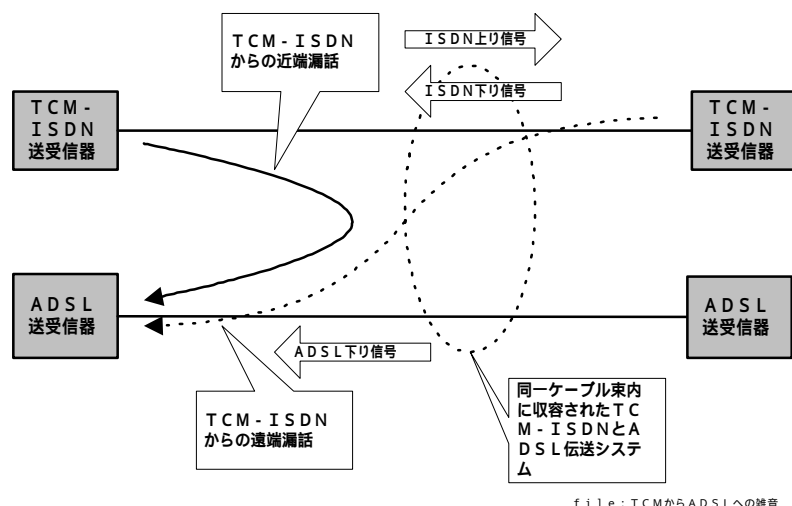 ＴＣＭ-ＩＳＤＮ
からの近端漏話
ＩＳＤＮ上り信号
ＩＳＤＮ下り信号
ＴＣＭ-
ＩＳＤＮ
送受信器
ＴＣＭ-
ＩＳＤＮ
送受信器
ＡＤＳＬ
送受信器
ＡＤＳＬ
送受信器
ＡＤＳＬ下り信号
ＴＣＭ-ＩＳＤＮ
からの遠端漏話
同一ケーブル束内
に収容されたＴＣ
Ｍ-ＩＳＤＮとＡ
ＤＳＬ伝送システ
ム
ｆｉｌｅ：ＴＣＭからＡＤＳＬへの雑音